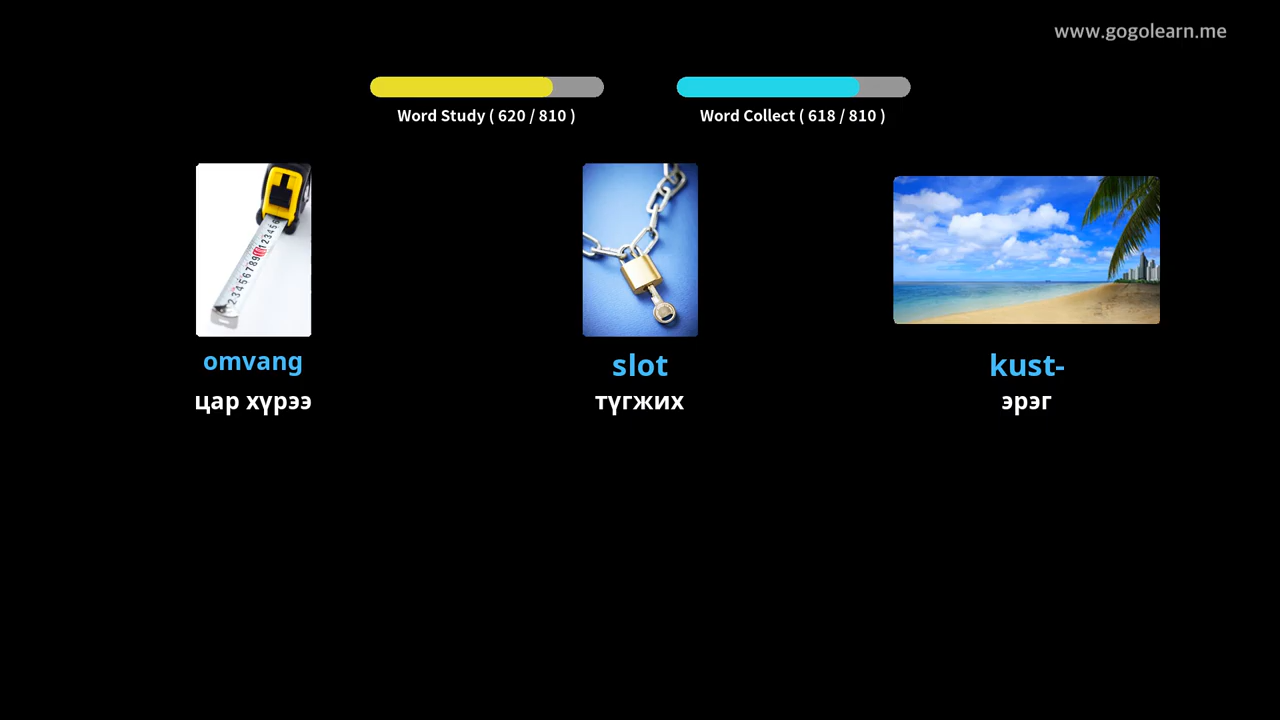 www.gogolearn.me
Word Study ( 620 / 810 )
Word Collect ( 618 / 810 )
omvang
slot
kust-
цар хүрээ
түгжих
эрэг